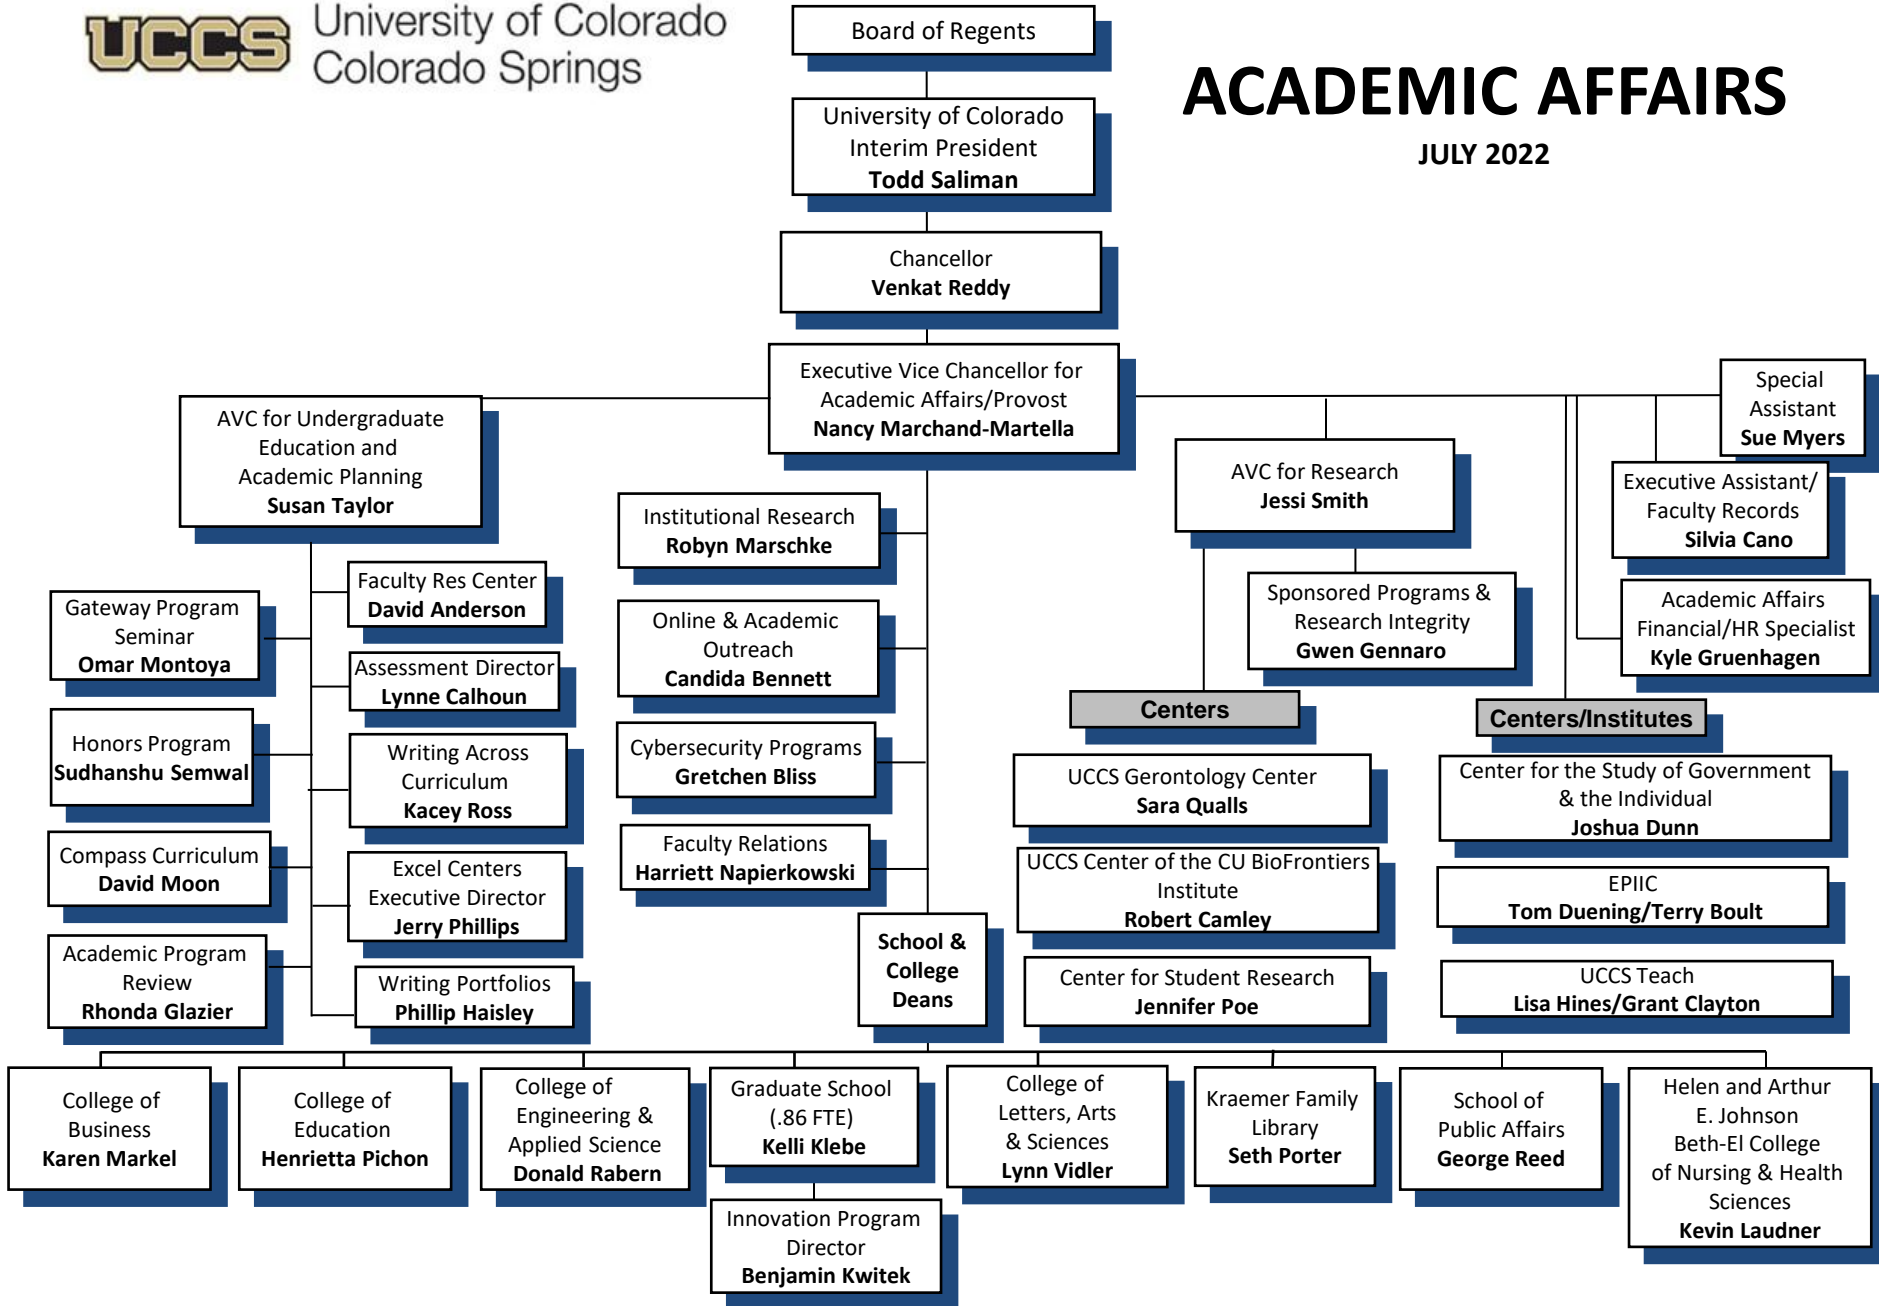 UCCS
University of Colorado
Colorado Springs
ACADEMIC AFFAIRS
JULY 2022
Board of Regents
University of Colorado
Interim President
Todd Saliman
Chancellor
Venkat Reddy
Executive Vice Chancellor for
Academic Affairs/Provost
Nancy Marchand-Martella
Special
Assistant
Sue Myers
Executive Assistant/
Faculty Records
Silvia Cano
Academic Affairs
Financial/HR Specialist
Kyle Gruenhagen
AVC for Undergraduate
Education and
Academic Planning
Susan Taylor
Gateway Program
Seminar
Omar Montoya
Honors Program
Sudhanshu Semwal
Compass Curriculum
David Moon
Academic Program
Review
Rhonda Glazier
Faculty Res Center
David Anderson
Assessment Director
Lynne Calhoun
Writing Across
Curriculum
Kacey Ross
Excel Centers
Executive Director
Jerry Phillips
Writing Portfolios
Phillip Haisley
Institutional Research
Robyn Marschke
Online & Academic
Outreach
Candida Bennett
Cybersecurity Programs
Gretchen Bliss
Faculty Relations
Harriett Napierkowski
School &
College
Deans
AVC for Research
Jessi Smith
Sponsored Programs &
Research Integrity
Gwen Gennaro
Centers
UCCS Gerontology Center
Sara Qualls
UCCS Center of the CU BioFrontiers
Institute
Robert Camley
Center for Student Research
Jennifer Poe
Centers/Institutes
Center for the Study of Government
& the Individual
Joshua Dunn
EPIIC
Tom Duening/Terry Boult
UCCS Teach
Lisa Hines/Grant Clayton
College of
Business
Karen Markel
College of
Education
Henrietta Pichon
College of
Engineering &
Applied Science
Donald Rabern
Graduate School
(.86 FTE)
Kelli Klebe
Innovation Program
Director
Benjamin Kwitek
College of
Letters, Arts
& Sciences
Lynn Vidler
Kraemer Family
Library
Seth Porter
School of
Public Affairs
George Reed
Helen and Arthur
E. Johnson
Beth-El College
of Nursing & Health
Sciences
Kevin Laudner